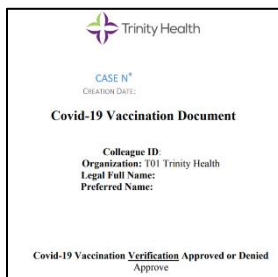 Trinity Health
CASE N°
CREATION DATE:
Covid-19 Vaccination Document
Colleague ID:
Organization: T01 Trinity Health
Legal Full Name:
Preferred Name:
Covid-19 Vaccination Verification Approved or Denied
Approve